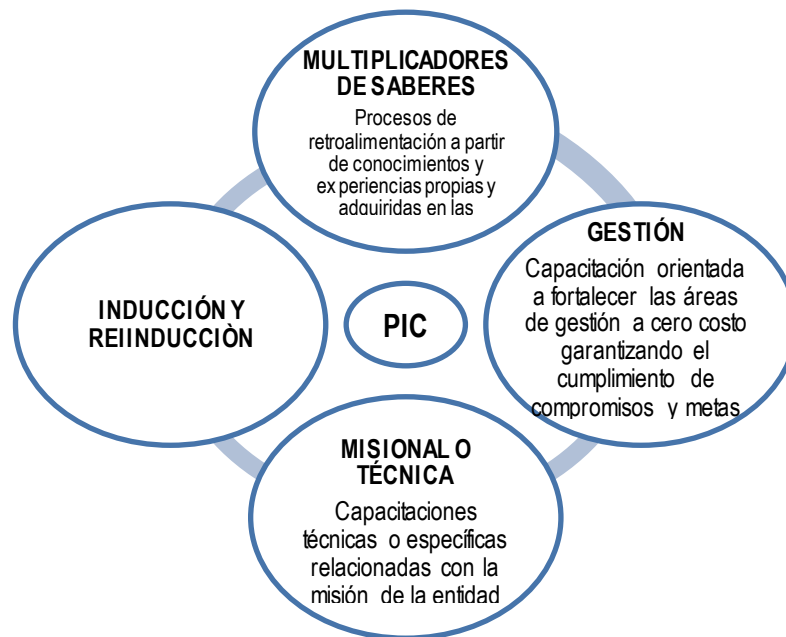 MULTIPLICADORES
DE SABERES
Procesos de
retroalimentación a partir
de conocimientos y
experiencias propias y
adquiridas en las
GESTIÓN
Capacitación orientada
a fortalecer las áreas
de gestión a cero costo
garantizando el
cumplimiento de
compromisos y metas
INDUCCIÓN Y
REIINDUCCIÒN
PIC
MISIONAL O
TÉCNICA
Capacitaciones
técnicas o específicas
relacionadas con la
misión de la entidad